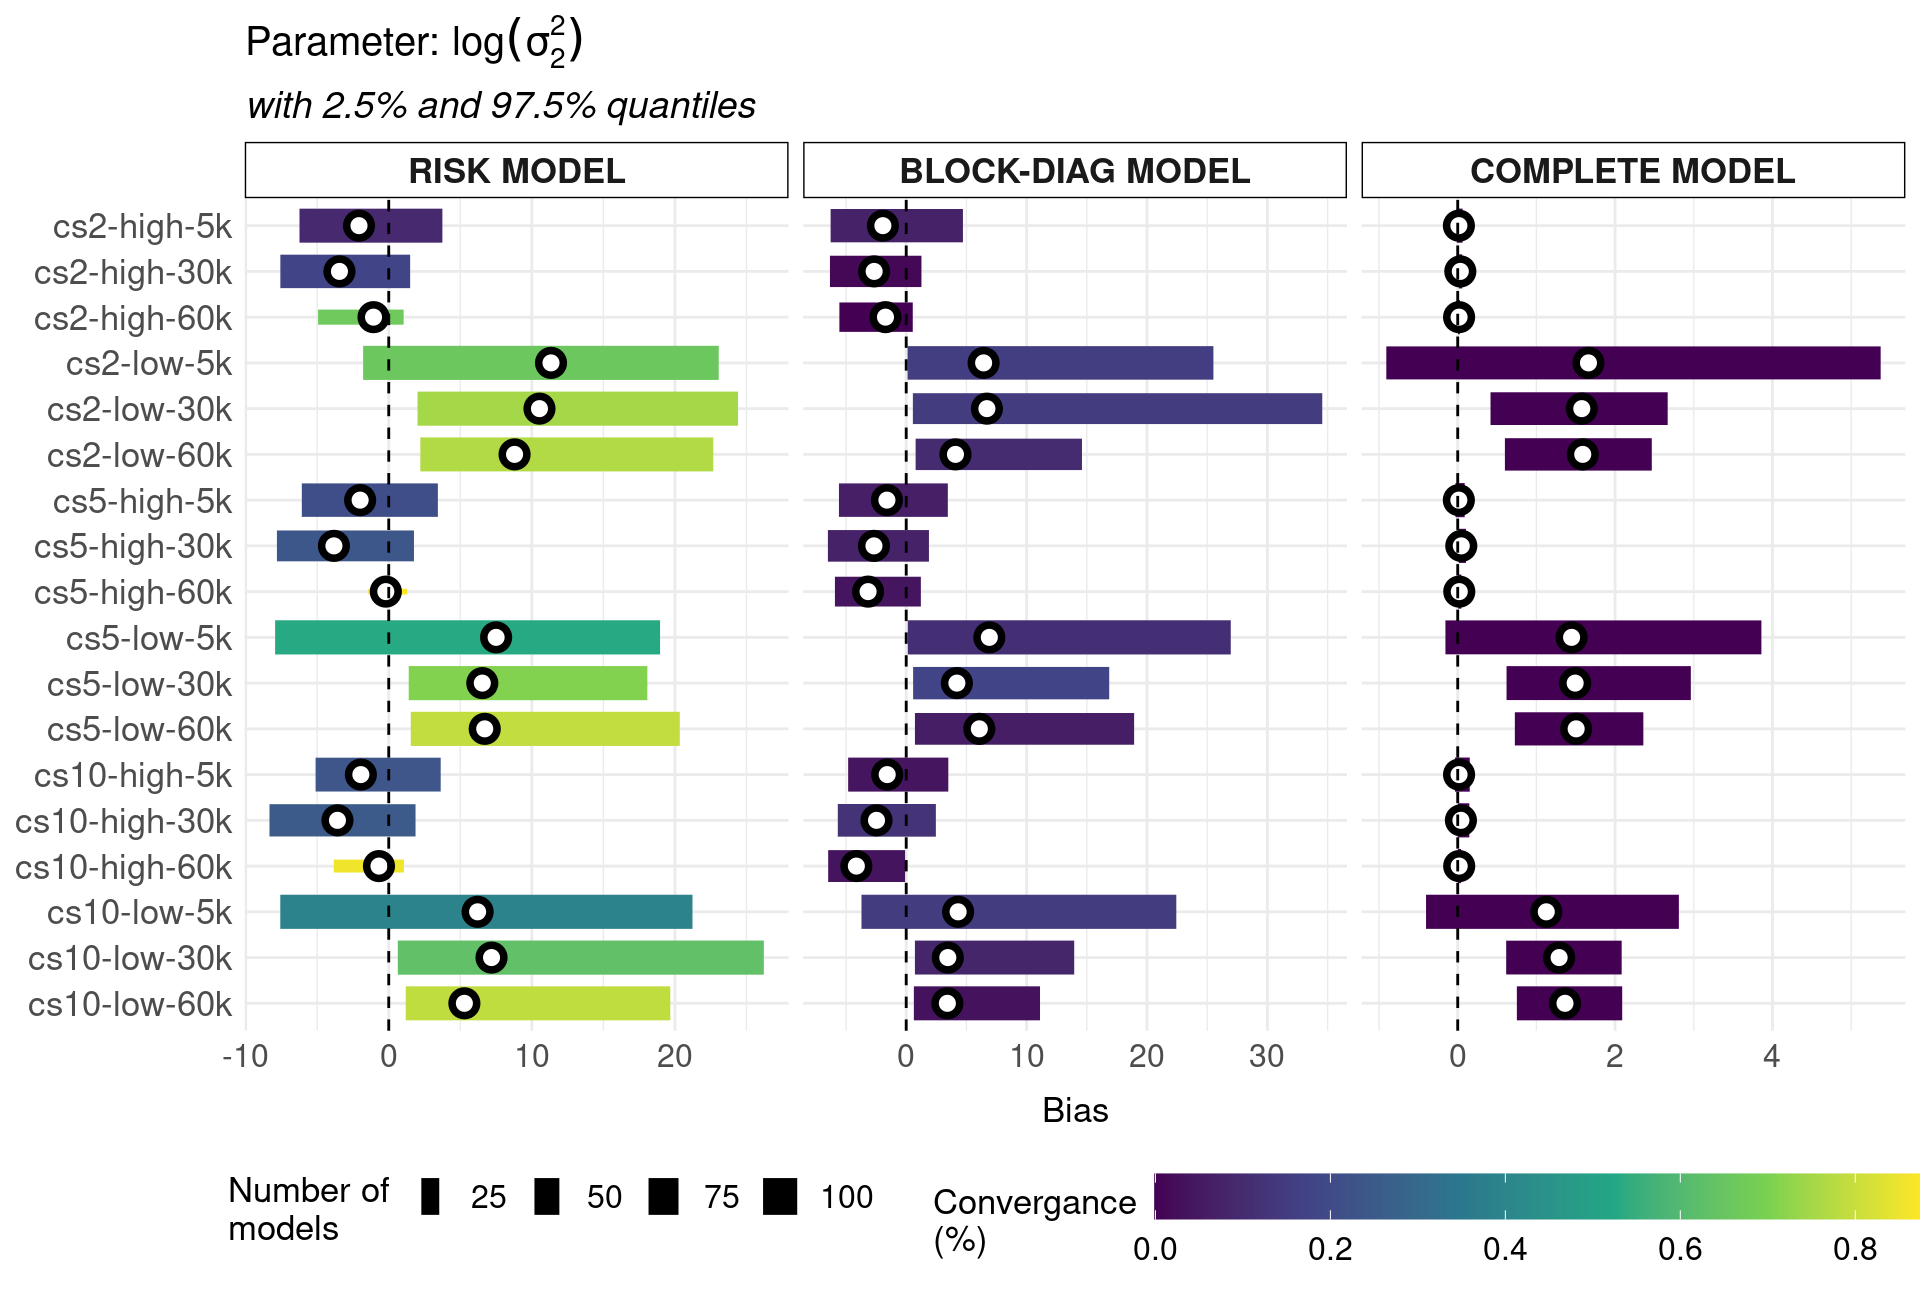 Parameter: log(σ₂²)
with 2.5% and 97.5% quantiles
RISK MODEL BLOCK-DIAG MODEL COMPLETE MODEL
cs2-high-5k
cs2-high-30k
cs2-high-60k
cs2-low-5k
cs2-low-30k
cs2-low-60k
cs5-high-5k
cs5-high-30k
cs5-high-60k
cs5-low-5k
cs5-low-30k
cs5-low-60k
cs10-high-5k
cs10-high-30k
cs10-high-60k
cs10-low-5k
cs10-low-30k
cs10-low-60k
-10 0 10 20 0 10 20 30 0 2 4
Bias
Number of
models
25 50 75 100
Convergance
(%)
0.0 0.2 0.4 0.6 0.8